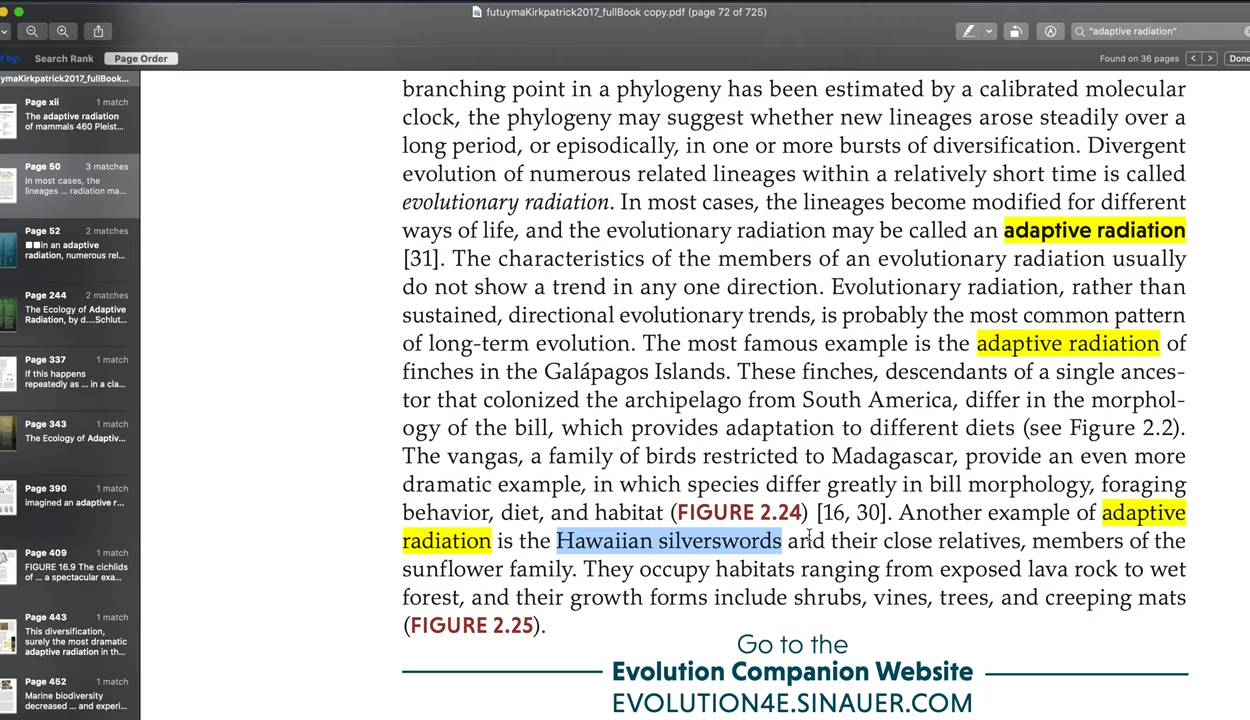 futuymaKirkpatrick2017_fullBook copy.pdf (page 72 of 725)
"adaptive radiation"
t by:
Search Rank
Page Order
Found on 36 pages
Done
ymaKirkpatrick2017_fullBook...
Page xii 1 match
The adaptive radiation
of mammals 460 Pleist...
Page 50 3 matches
In most cases, the
lineages ... radiation ma...
Page 52 2 matches
■■in an adaptive
radiation, numerous rel...
Page 244 2 matches
The Ecology of Adaptive
Radiation, by d....Schlut...
Page 337 1 match
If this happens
repeatedly as ... in a cla...
Page 343 1 match
The Ecology of Adaptiv...
Page 390 1 match
imagined an adaptive r...
Page 409 1 match
FIGURE 16.9 The cichlids
of ... a spectacular exa...
Page 443 1 match
This diversification,
surely the most dramatic
adaptive radiation in th...
Page 452 1 match
Marine biodiversity
decreased ... and experi...
branching point in a phylogeny has been estimated by a calibrated molecular
clock, the phylogeny may suggest whether new lineages arose steadily over a
long period, or episodically, in one or more bursts of diversification. Divergent
evolution of numerous related lineages within a relatively short time is called
evolutionary radiation. In most cases, the lineages become modified for different
ways of life, and the evolutionary radiation may be called an adaptive radiation
[31]. The characteristics of the members of an evolutionary radiation usually
do not show a trend in any one direction. Evolutionary radiation, rather than
sustained, directional evolutionary trends, is probably the most common pattern
of long-term evolution. The most famous example is the adaptive radiation of
finches in the Galápagos Islands. These finches, descendants of a single ances-
tor that colonized the archipelago from South America, differ in the morphol-
ogy of the bill, which provides adaptation to different diets (see Figure 2.2).
The vangas, a family of birds restricted to Madagascar, provide an even more
dramatic example, in which species differ greatly in bill morphology, foraging
behavior, diet, and habitat (FIGURE 2.24) [16, 30]. Another example of adaptive
radiation is the Hawaiian silverswords and their close relatives, members of the
sunflower family. They occupy habitats ranging from exposed lava rock to wet
forest, and their growth forms include shrubs, vines, trees, and creeping mats
(FIGURE 2.25).
Go to the
Evolution Companion Website
EVOLUTION4E.SINAUER.COM